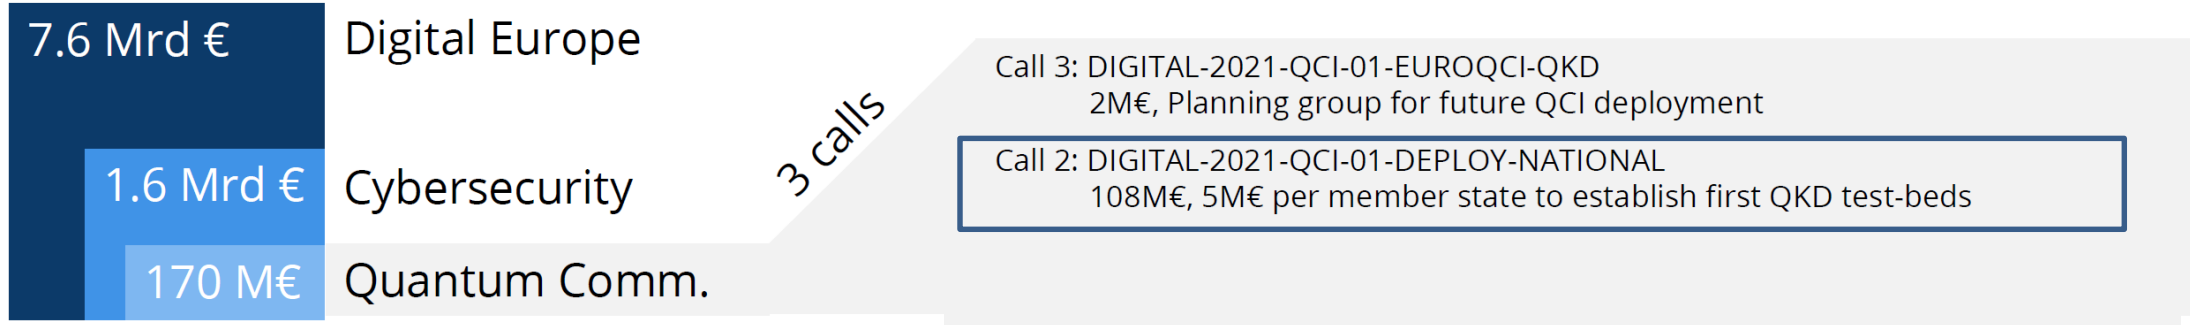 7.6 Mrd €
Digital Europe
1.6 Mrd €
Cybersecurity
170 M€
Quantum Comm.
3 calls
Call 3: DIGITAL-2021-QCI-01-EUROQCI-QKD
2M€, Planning group for future QCI deployment
Call 2: DIGITAL-2021-QCI-01-DEPLOY-NATIONAL
108M€, 5M€ per member state to establish first QKD test-beds